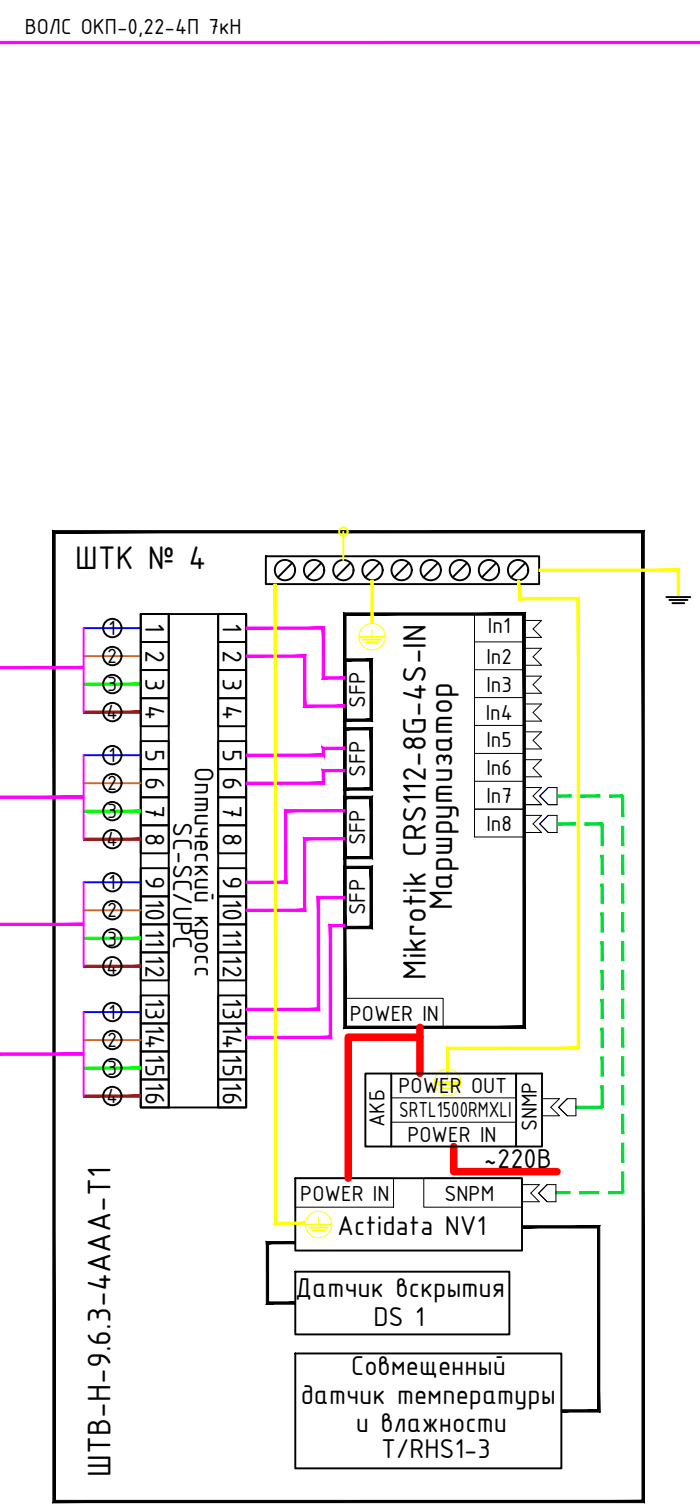 ВОЛС ОКП-0,22-4П 7кН
ШТК № 4
1
2
3
4
5
6
7
8
9
10
11
12
13
14
15
16
1
2
3
4
1
2
3
4
1
2
3
4
1
2
3
4
Оптический кросс
SC-SC/UPC
1
2
3
4
5
6
7
8
9
10
11
12
13
14
15
16
SFP
SFP
SFP
SFP
Mikrotik CRS112-8G-4S-IN
Маршрутизатор
In1
In2
In3
In4
In5
In6
In7
In8
POWER IN
АКБ
POWER OUT
SRTL1500RMXLI
POWER IN
SNMP
~220В
POWER IN
SNPM
Actidata NV1
Датчик вскрытия
DS 1
Совмещенный
датчик температуры
и влажности
T/RHS1-3
ШТВ-Н-9.6.3-4ААА-Т1